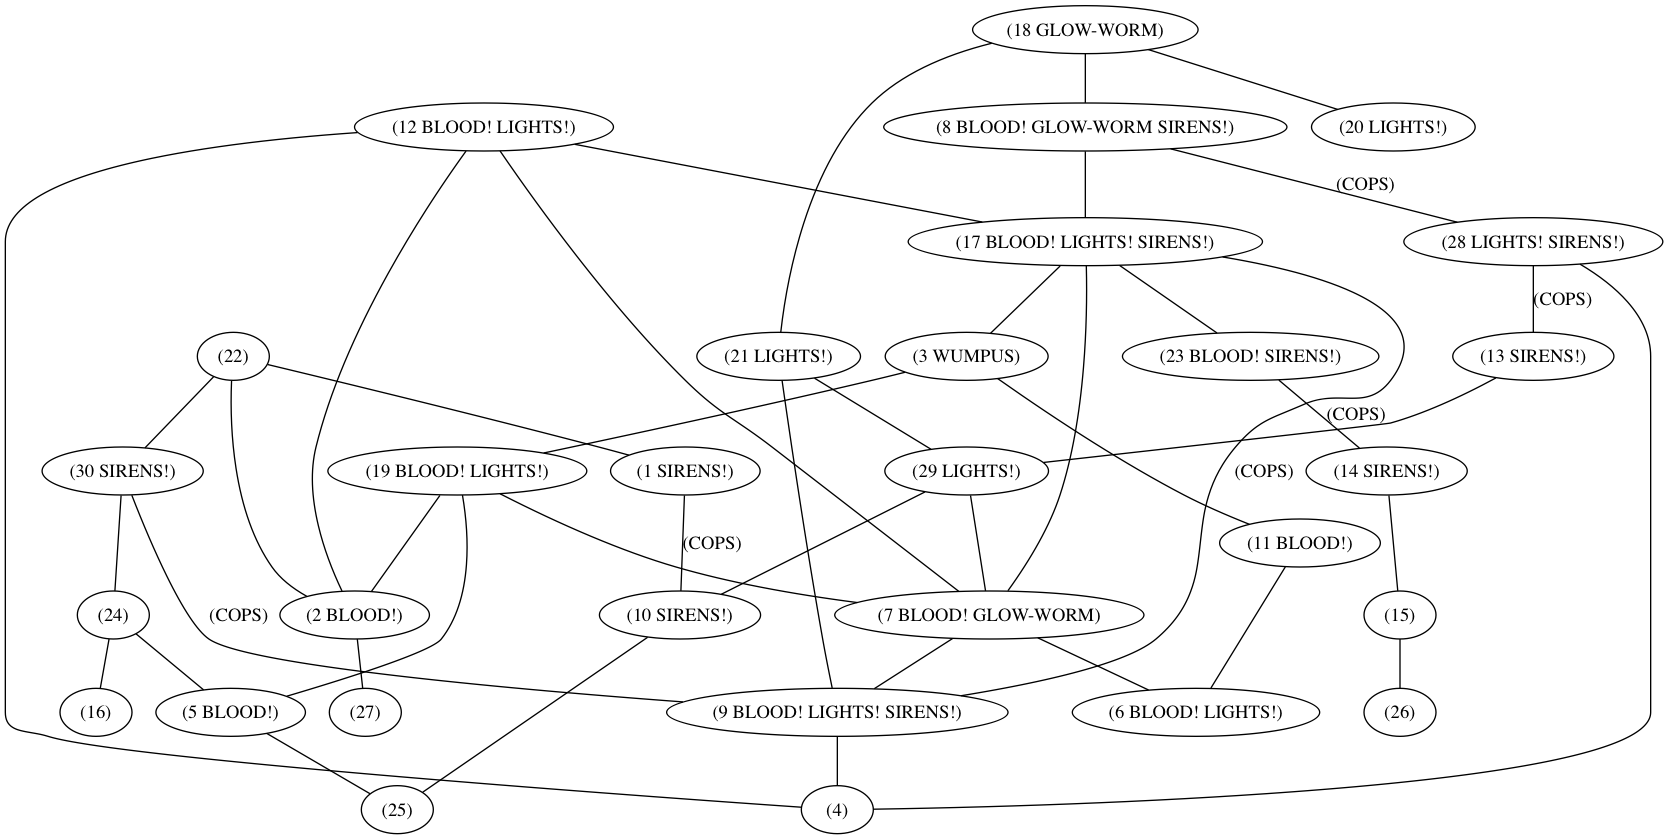 (18 GLOW-WORM)
(12 BLOOD! LIGHTS!)
(8 BLOOD! GLOW-WORM SIRENS!)
(20 LIGHTS!)
(COPS)
(17 BLOOD! LIGHTS! SIRENS!)
(28 LIGHTS! SIRENS!)
(COPS)
(22)
(21 LIGHTS!)
(3 WUMPUS)
(23 BLOOD! SIRENS!)
(13 SIRENS!)
(COPS)
(30 SIRENS!)
(19 BLOOD! LIGHTS!)
(1 SIRENS!)
(29 LIGHTS!)
(COPS)
(14 SIRENS!)
(COPS)
(11 BLOOD!)
(24)
(COPS)
(2 BLOOD!)
(10 SIRENS!)
(7 BLOOD! GLOW-WORM)
(15)
(16)
(5 BLOOD!)
(27)
(9 BLOOD! LIGHTS! SIRENS!)
(6 BLOOD! LIGHTS!)
(26)
(25)
(4)